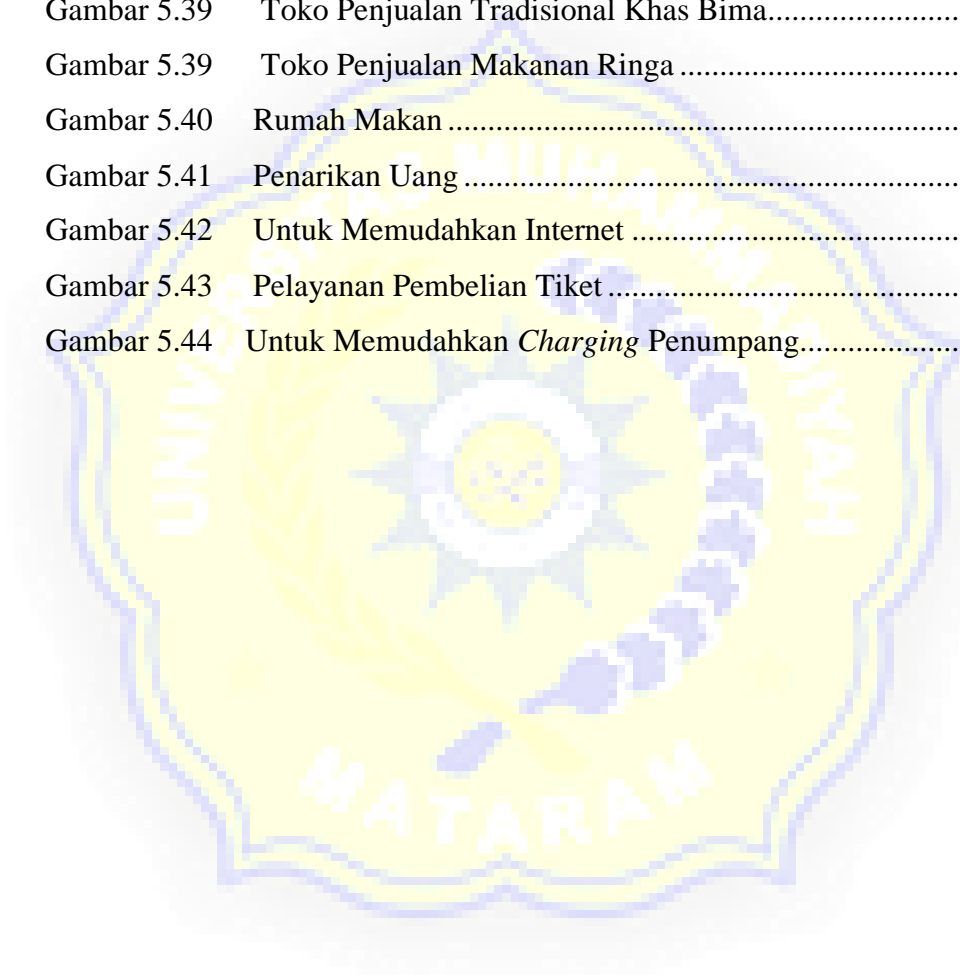 Gambar 5.39 Toko Penjualan Tradisional Khas Bima....................
Gambar 5.39 Toko Penjualan Makanan Ringa ..............................
Gambar 5.40 Rumah Makan ........................................................
Gambar 5.41 Penarikan Uang ......................................................
Gambar 5.42 Untuk Memudahkan Internet ...................................
Gambar 5.43 Pelayanan Pembelian Tiket ......................................
Gambar 5.44 Untuk Memudahkan Charging Penumpang..................
UNIVERSITAS MUHAMMADIYAH
MATARAM